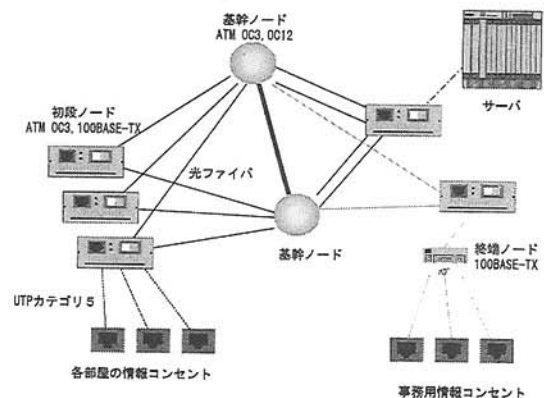 基幹ノード
ATM OC3,OC12
サーバ
初段ノード
ATM OC3,100BASE-TX
光ファイバ
基幹ノード
終端ノード
100BASE-TX
UTPカテゴリ5
各部屋の情報コンセント
事務用情報コンセント